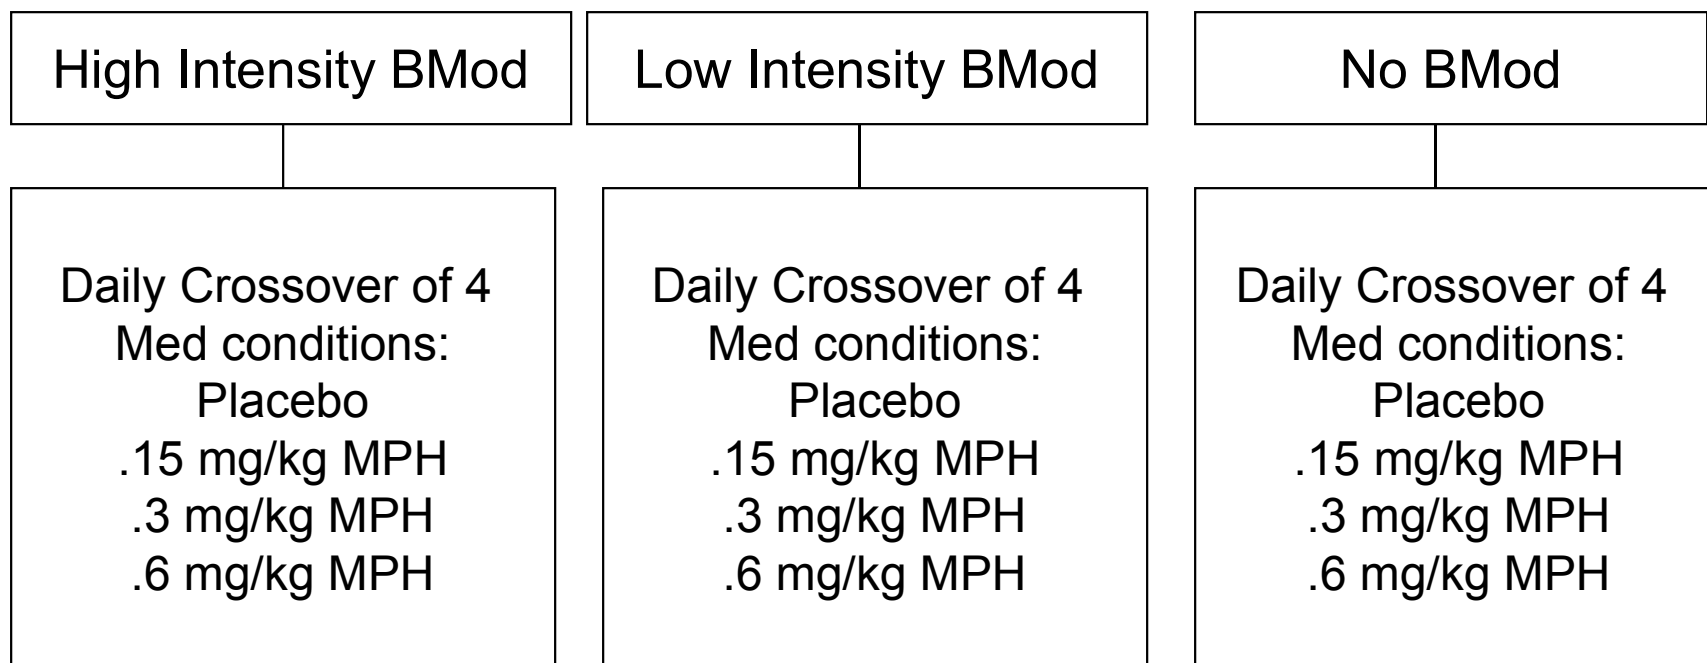 High Intensity BMod
Daily Crossover of 4
Med conditions:
Placebo
.15 mg/kg MPH
.3 mg/kg MPH
.6 mg/kg MPH
Low Intensity BMod
Daily Crossover of 4
Med conditions:
Placebo
.15 mg/kg MPH
.3 mg/kg MPH
.6 mg/kg MPH
No BMod
Daily Crossover of 4
Med conditions:
Placebo
.15 mg/kg MPH
.3 mg/kg MPH
.6 mg/kg MPH